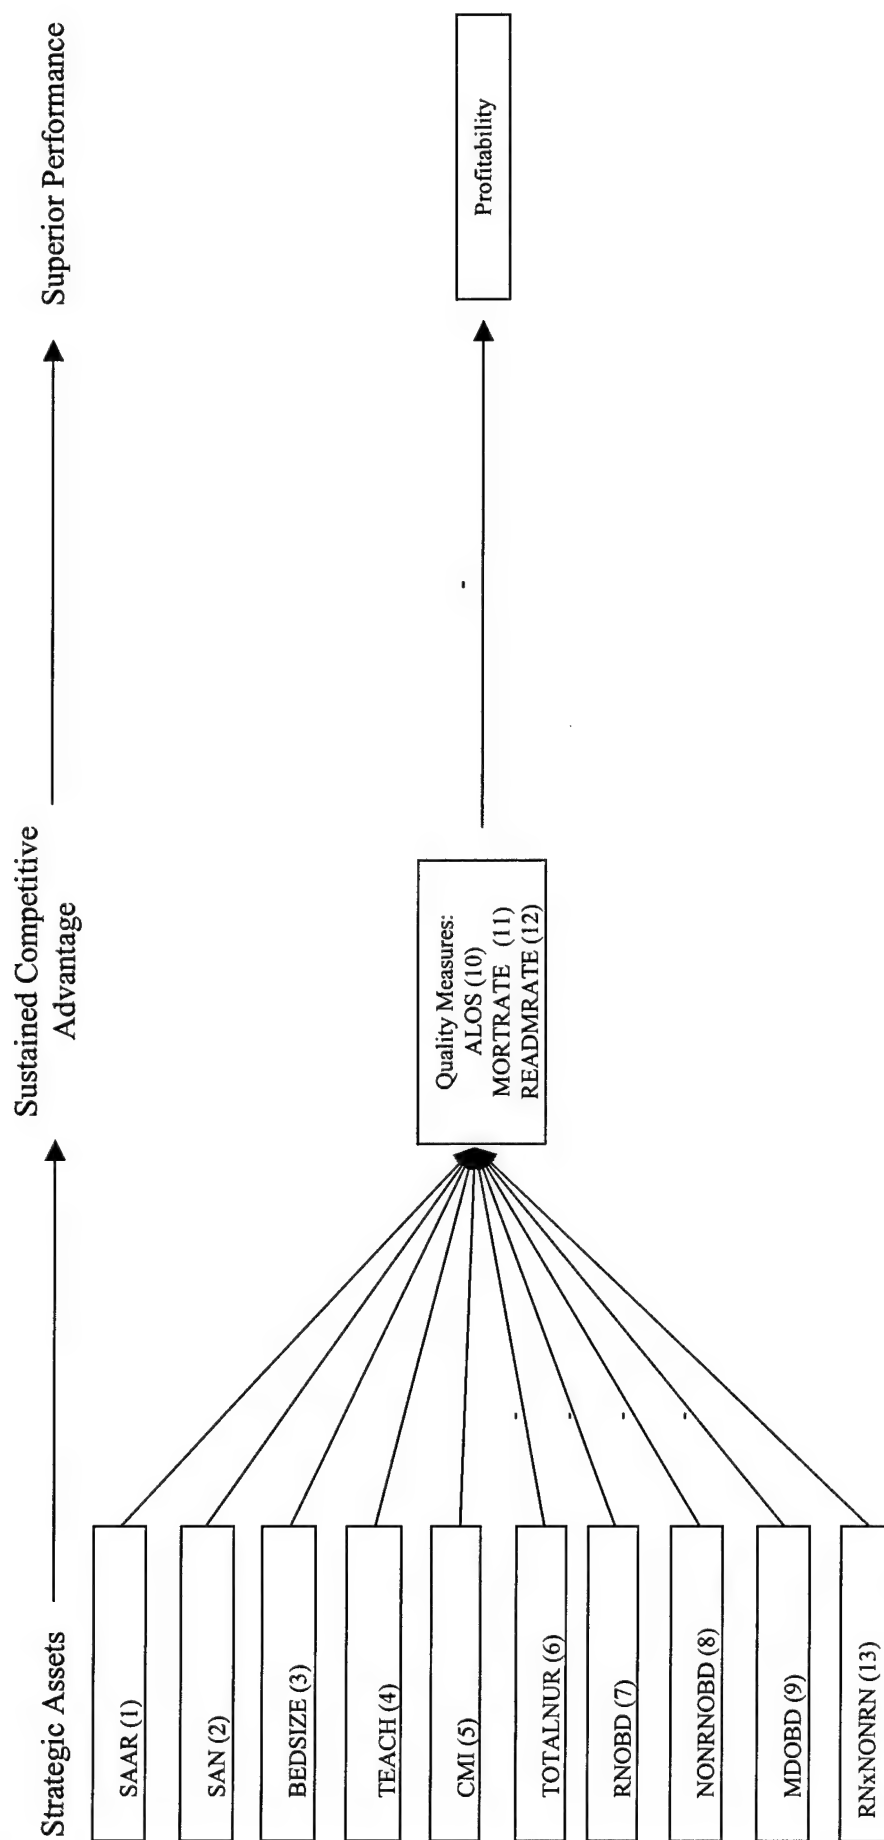 Strategic Assets
Sustained Competitive
Advantage
Superior Performance
SAAR (1)
SAN (2)
BEDSIZE (3)
TEACH (4)
CMI (5)
TOTALNUR (6)
RNOBD (7)
NONRNOBD (8)
MDOBD (9)
RNxNONRN (13)
Quality Measures:
ALOS (10)
MORTRATE (11)
READMRATE (12)
-
-
-
-
-
Profitability